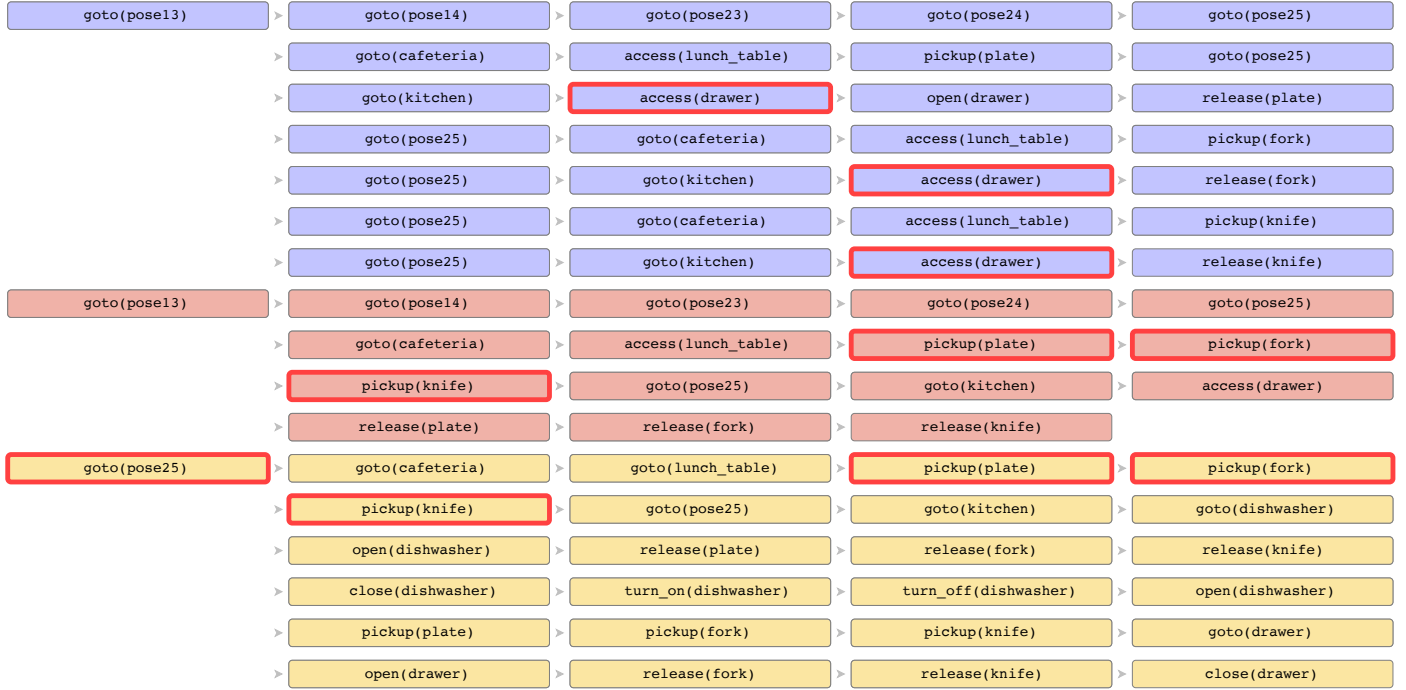 goto(pose13) goto(pose14) goto(pose23) goto(pose24) goto(pose25)
goto(cafeteria) access(lunch_table) pickup(plate) goto(pose25)
goto(kitchen) access(drawer) open(drawer) release(plate)
goto(pose25) goto(cafeteria) access(lunch_table) pickup(fork)
goto(pose25) goto(kitchen) access(drawer) release(fork)
goto(pose25) goto(cafeteria) access(lunch_table) pickup(knife)
goto(pose25) goto(kitchen) access(drawer) release(knife)
goto(pose13) goto(pose14) goto(pose23) goto(pose24) goto(pose25)
goto(cafeteria) access(lunch_table) pickup(plate) pickup(fork)
pickup(knife) goto(pose25) goto(kitchen) access(drawer)
release(plate) release(fork) release(knife)
goto(pose25) goto(cafeteria) goto(lunch_table) pickup(plate) pickup(fork)
pickup(knife) goto(pose25) goto(kitchen) goto(dishwasher)
open(dishwasher) release(plate) release(fork) release(knife)
close(dishwasher) turn_on(dishwasher) turn_off(dishwasher) open(dishwasher)
pickup(plate) pickup(fork) pickup(knife) goto(drawer)
open(drawer) release(fork) release(knife) close(drawer)